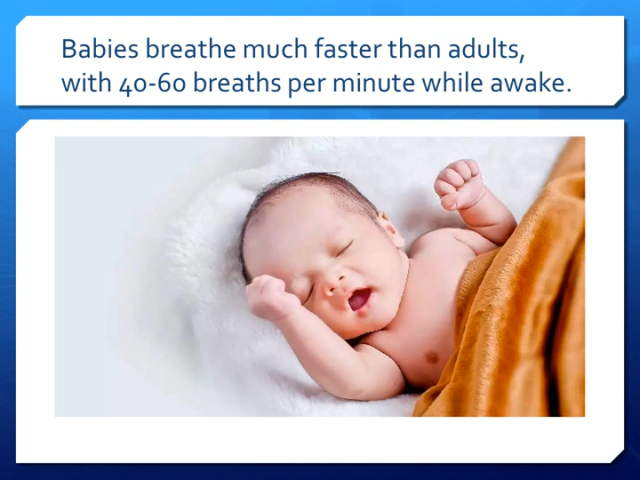 Babies breathe much faster than adults,
with 40-60 breaths per minute while awake.